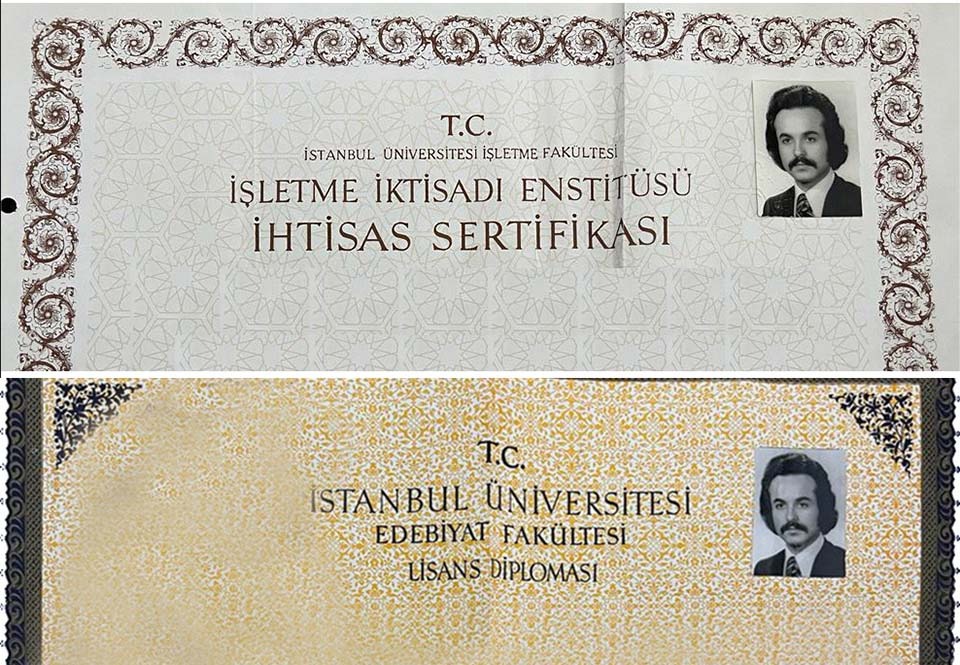 T.C.
İSTANBUL ÜNİVERSİTESİ İŞLETME FAKÜLTESİ
İŞLETME İKTİSADI ENSTİTÜSÜ
İHTİSAS SERTİFİKASI
T.C.
İSTANBUL ÜNİVERSİTESİ
EDEBİYAT FAKÜLTESİ
LİSANS DİPLOMASI